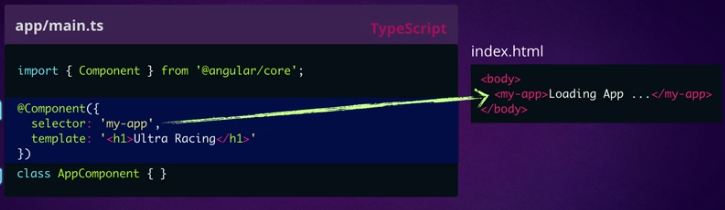 app/main.ts
TypeScript
import { Component } from '@angular/core';
@Component({
  selector: 'my-app',
  template: '<h1>Ultra Racing</h1>'
})
class AppComponent { }
index.html
<body>
  <my-app>Loading App ...</my-app>
</body>